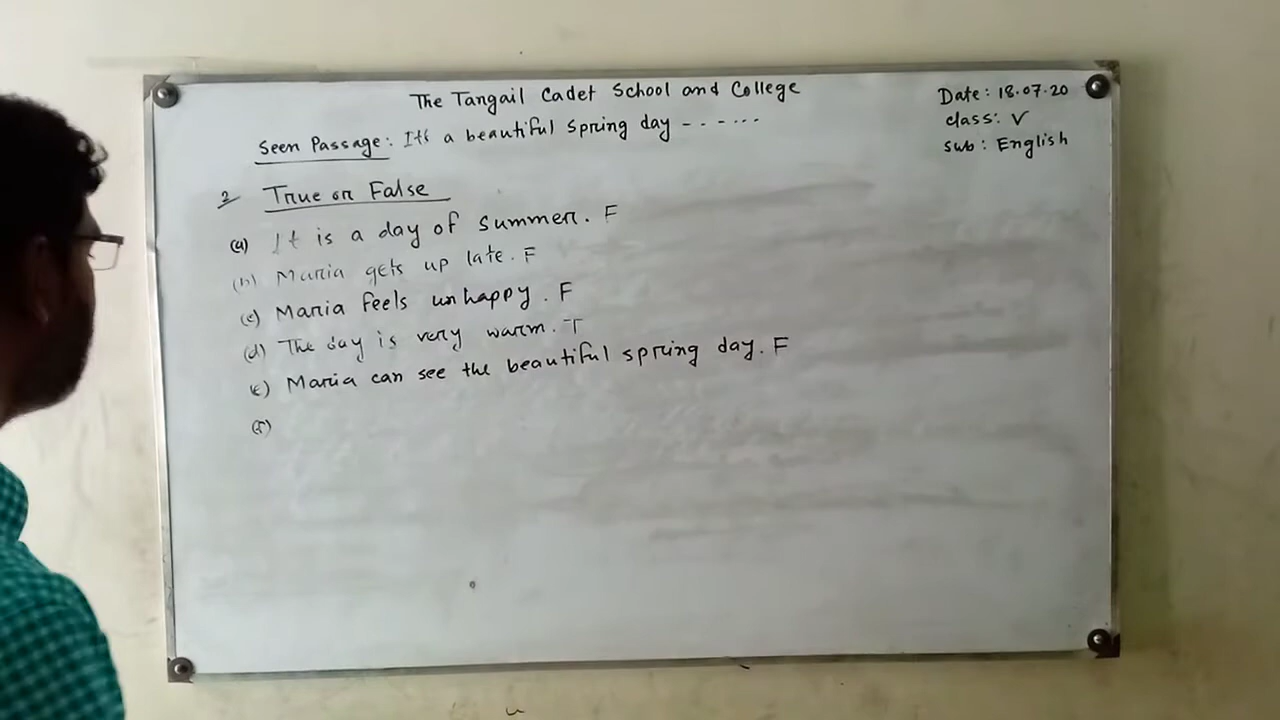 The Tangail Cadet School and College
Date: 18.07.20
class: V
sub: English
Seen Passage: It's a beautiful spring day - - - - - -
2 True or False
(a) It is a day of summer. F
(b) Maria gets up late. F
(c) Maria feels unhappy. F
(d) The day is very warm. T
(e) Maria can see the beautiful spring day. F
(f)